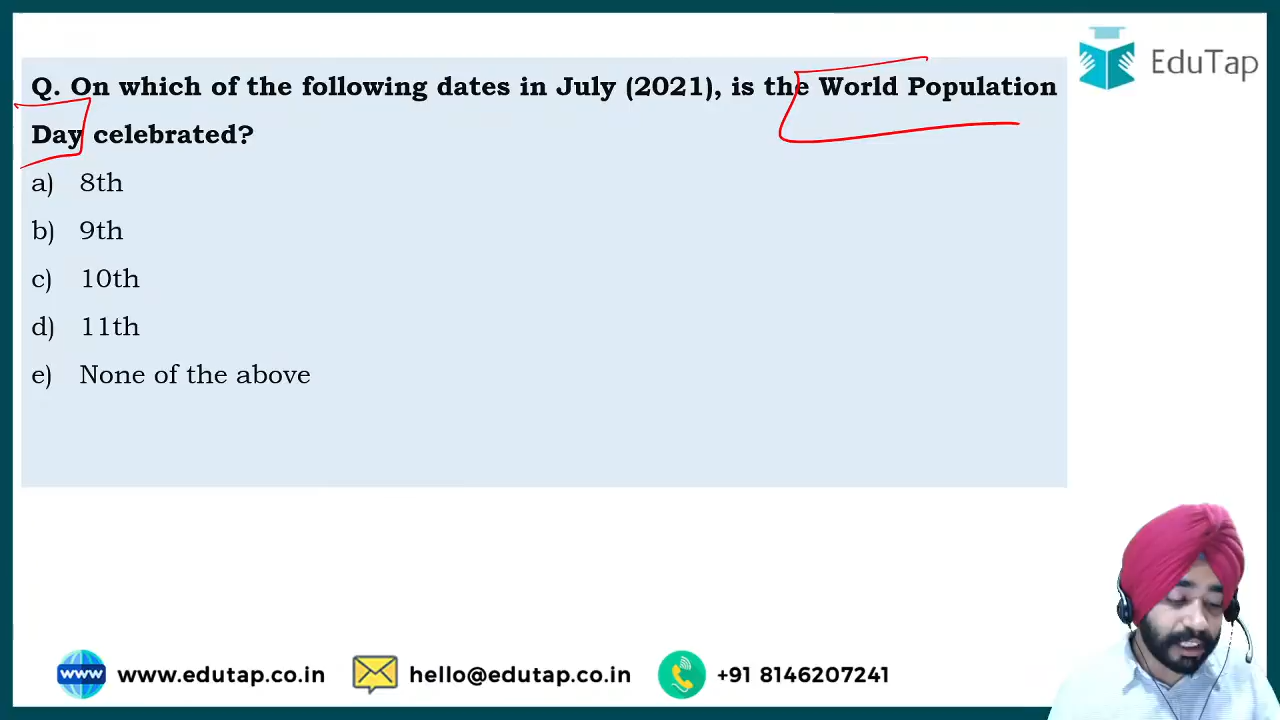 EduTap
Q. On which of the following dates in July (2021), is the World Population
Day celebrated?
a) 8th
b) 9th
c) 10th
d) 11th
e) None of the above
www www.edutap.co.in hello@edutap.co.in +91 8146207241